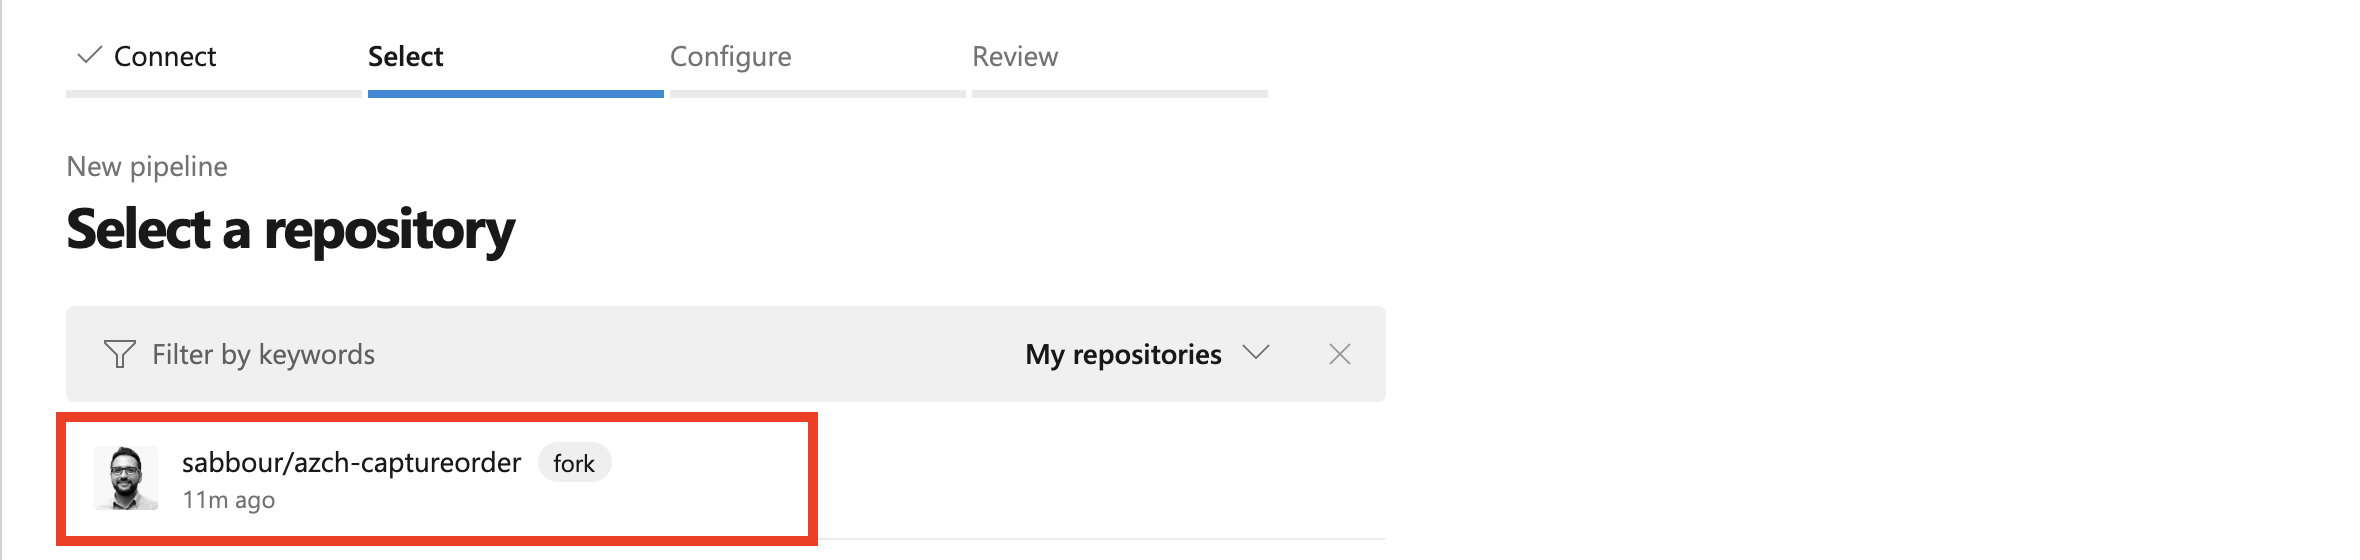 Connect Select Configure Review
New pipeline
Select a repository
Filter by keywords My repositories
sabbour/azch-captureorder fork
11m ago